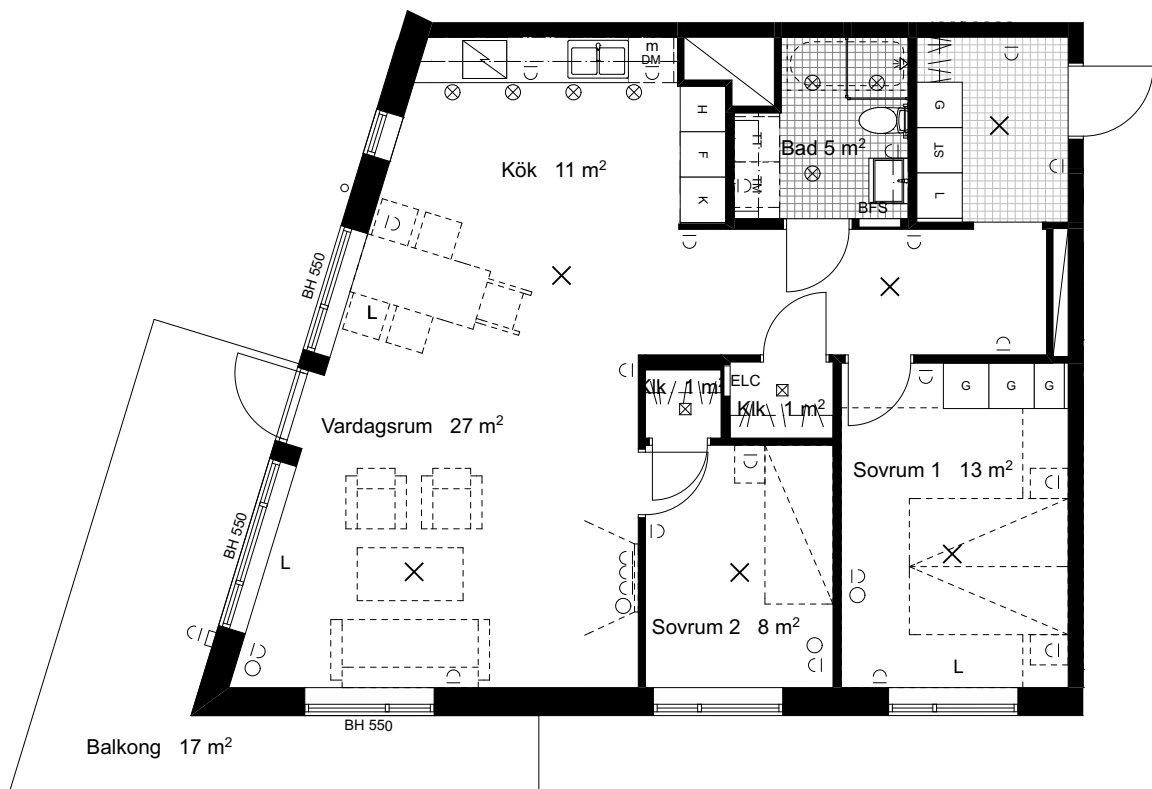 m
DM
H
F
K
TT
TM
G
ST
L
Bad 5 m²
BFS
Kök 11 m²
BH 550
L
Klk 1 m²
ELC
Klk 1 m²
G
G
G
Vardagsrum 27 m²
Sovrum 1 13 m²
BH 550
L
Sovrum 2 8 m²
L
BH 550
Balkong 17 m²